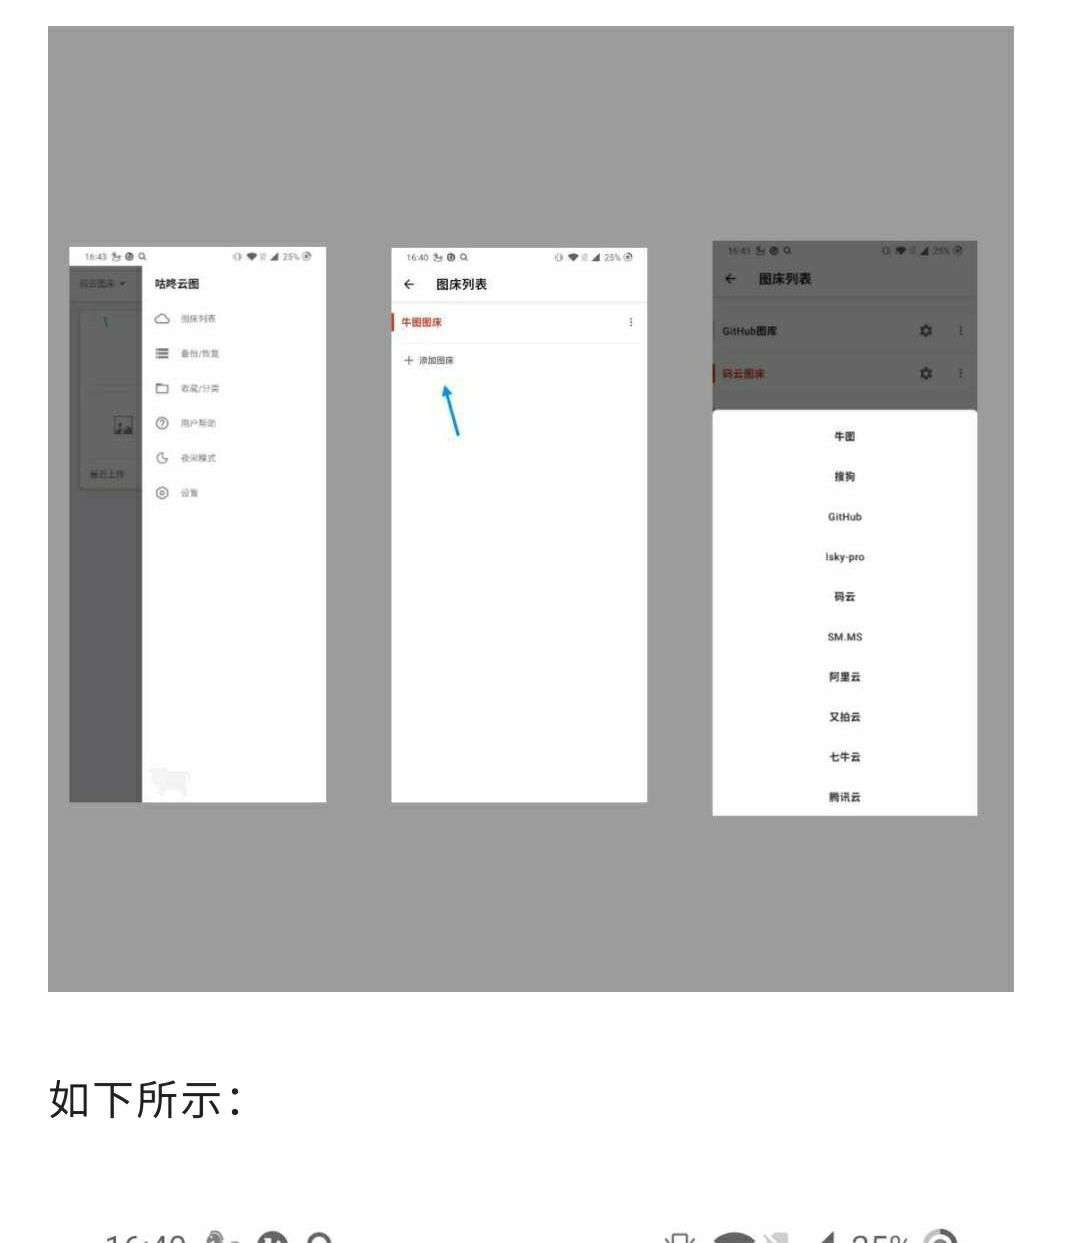 16:43
25%
码云图床
咕咚云图
图床列表
备份/恢复
收藏/分类
用户帮助
夜间模式
设置
最近上传
16:40
25%
图床列表
牛图图床
添加图床
16:43
25%
图床列表
GitHub图库
码云图床
牛图
搜狗
GitHub
lsky-pro
码云
SM.MS
阿里云
又拍云
七牛云
腾讯云
如下所示：
16:40
25%